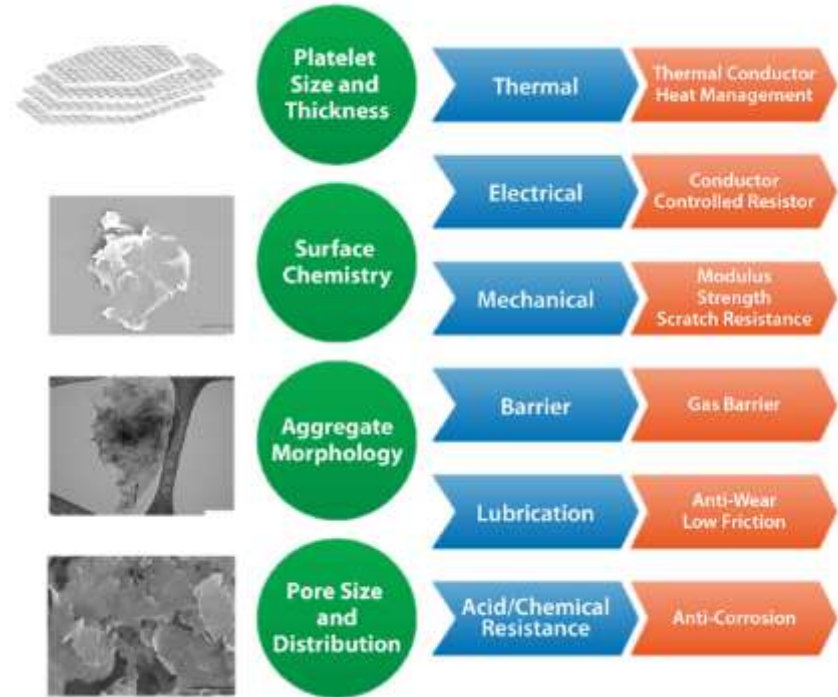 Platelet
Size and
Thickness
Surface
Chemistry
Aggregate
Morphology
Pore Size
and
Distribution
Thermal
Thermal Conductor
Heat Management
Electrical
Conductor
Controlled Resistor
Mechanical
Modulus
Strength
Scratch Resistance
Barrier
Gas Barrier
Lubrication
Anti-Wear
Low Friction
Acid/Chemical
Resistance
Anti-Corrosion